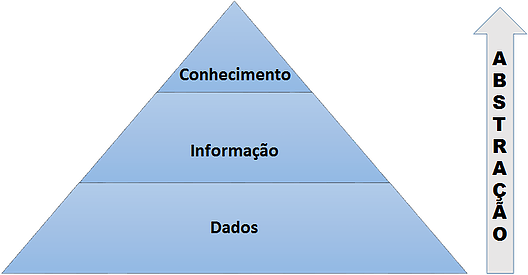 Conhecimento
Informação
Dados
ABSTRAÇÃO